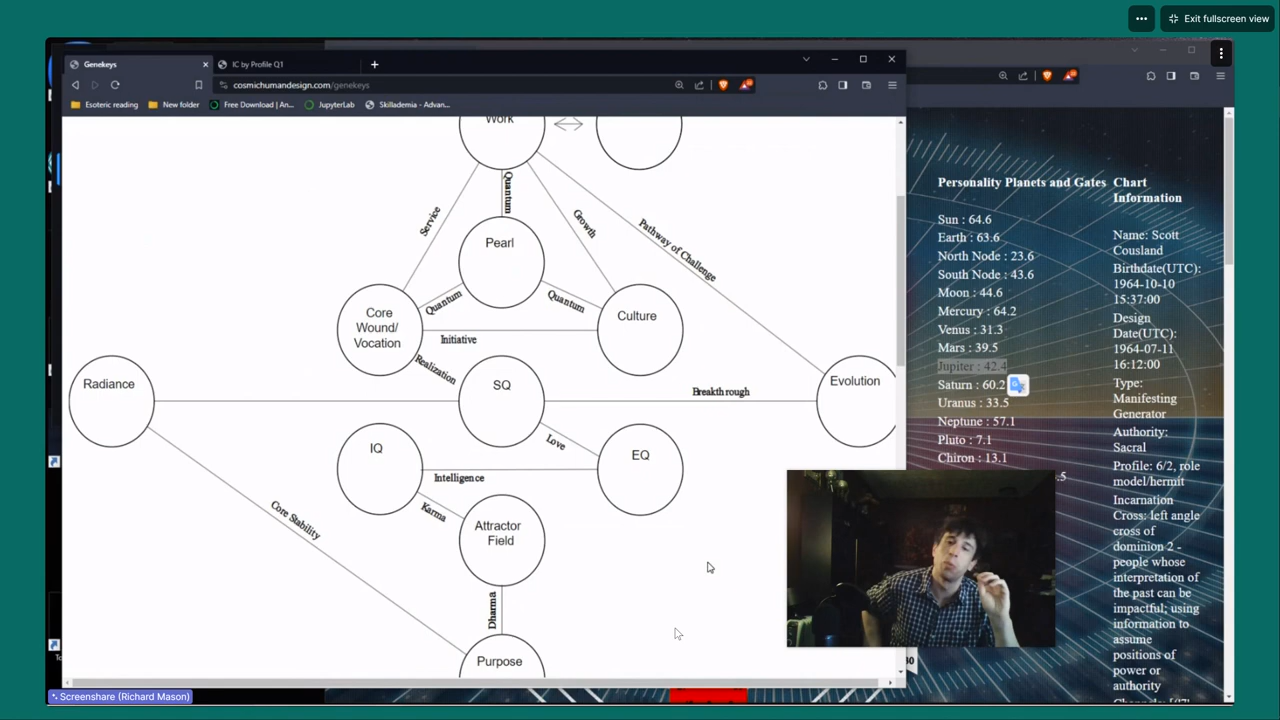 Exit fullscreen view
Genekeys
IC by Profile Q1
cosmichumandesign.com/genekeys
Esoteric reading
New folder
Free Download | An...
JupyterLab
Skillademia - Advan...
Work
Quantum
Service
Growth
Pathway of Challenge
Pearl
Quantum
Quantum
Core
Wound/
Vocation
Culture
Initiative
Realization
Radiance
SQ
Breakthrough
Evolution
Love
IQ
EQ
Intelligence
Karma
Core Stability
Attractor
Field
Dharma
Purpose
Personality Planets and Gates
Sun : 64.6
Earth : 63.6
North Node : 23.6
South Node : 43.6
Moon : 44.6
Mercury : 64.2
Venus : 31.3
Mars : 39.5
Jupiter : 42.4
Saturn : 60.2
Uranus : 33.5
Neptune : 57.1
Pluto : 7.1
Chiron : 13.1
.5
Chart
Information
Name: Scott
Cousland
Birthdate(UTC):
1964-10-10
15:37:00
Design
Date(UTC):
1964-07-11
16:12:00
Type:
Manifesting
Generator
Authority:
Sacral
Profile: 6/2, role
model/hermit
Incarnation
Cross: left angle
cross of
dominion 2 -
people whose
interpretation of
the past can be
impactful; using
information to
assume
positions of
power or
authority
30
Screenshare (Richard Mason)